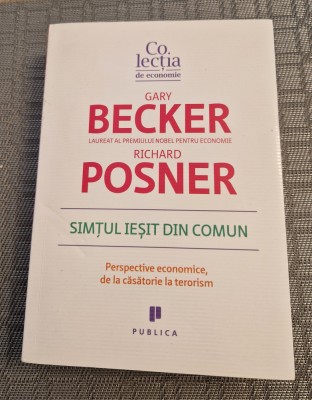 Co.
lecția
de economie
GARY
BECKER
LAUREAT AL PREMIULUI NOBEL PENTRU ECONOMIE
RICHARD
POSNER
SIMȚUL IEȘIT DIN COMUN
Perspective economice,
de la căsătorie la terorism
PUBLICA